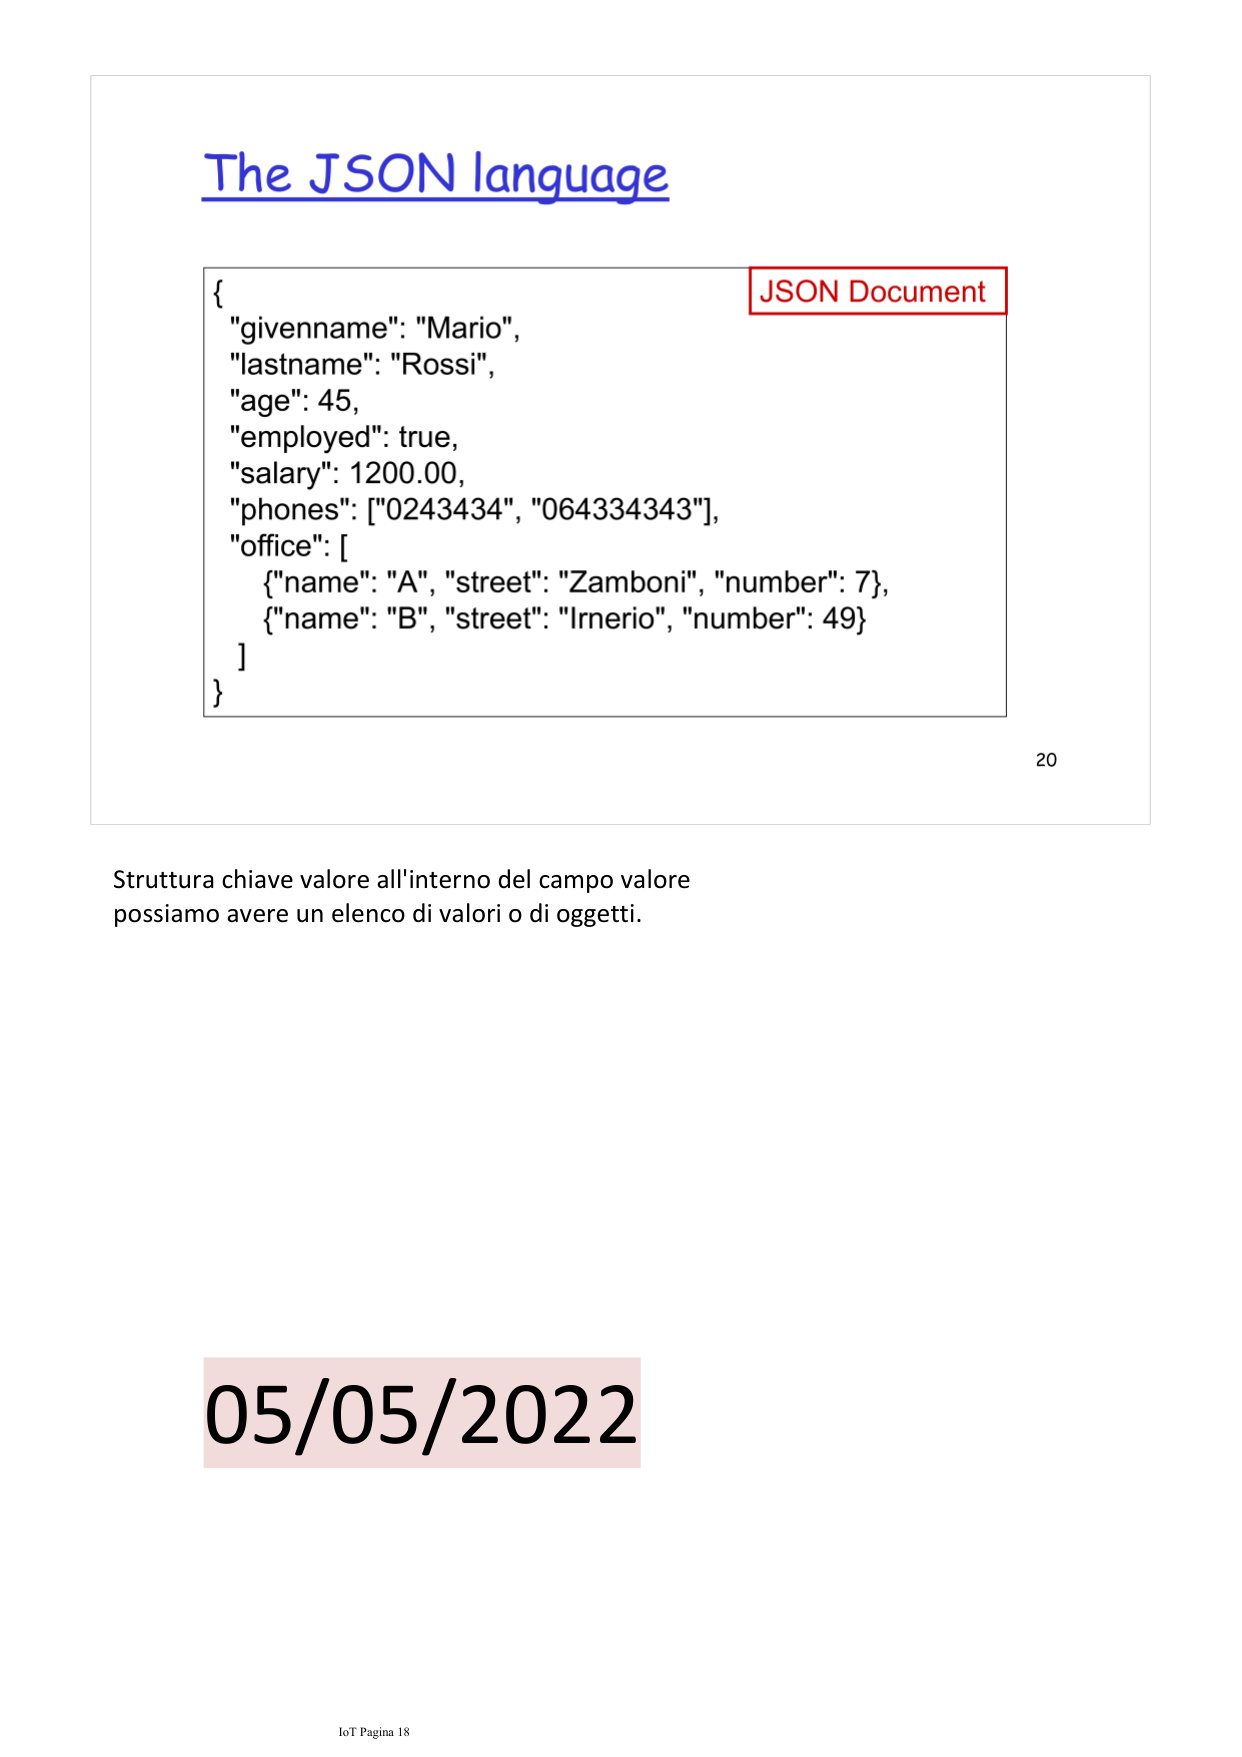 The JSON language
JSON Document
{
"givenname": "Mario",
"lastname": "Rossi",
"age": 45,
"employed": true,
"salary": 1200.00,
"phones": ["0243434", "064334343"],
"office": [
{"name": "A", "street": "Zamboni", "number": 7},
{"name": "B", "street": "Irnerio", "number": 49}
]
}
20
Struttura chiave valore all'interno del campo valore
possiamo avere un elenco di valori o di oggetti.
05/05/2022
IoT Pagina 18